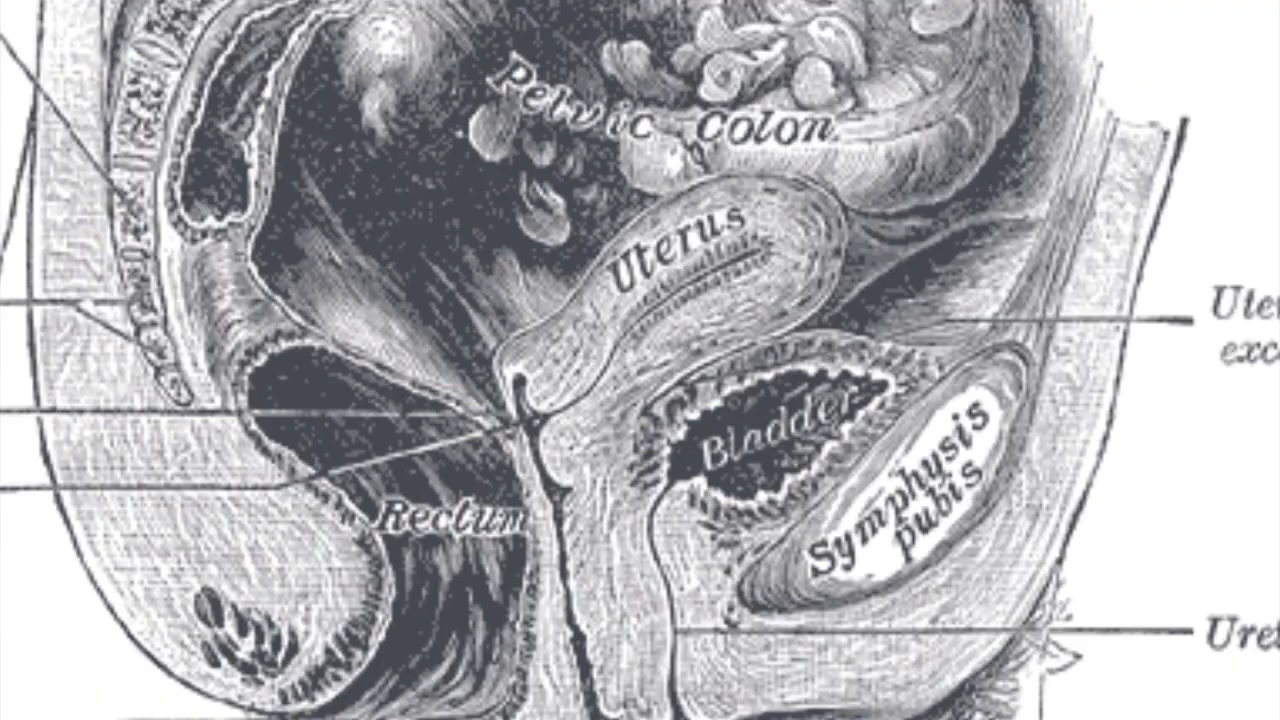 Pelvic Colon
Uterus
Bladder
Symphysis
pubis
Rectum